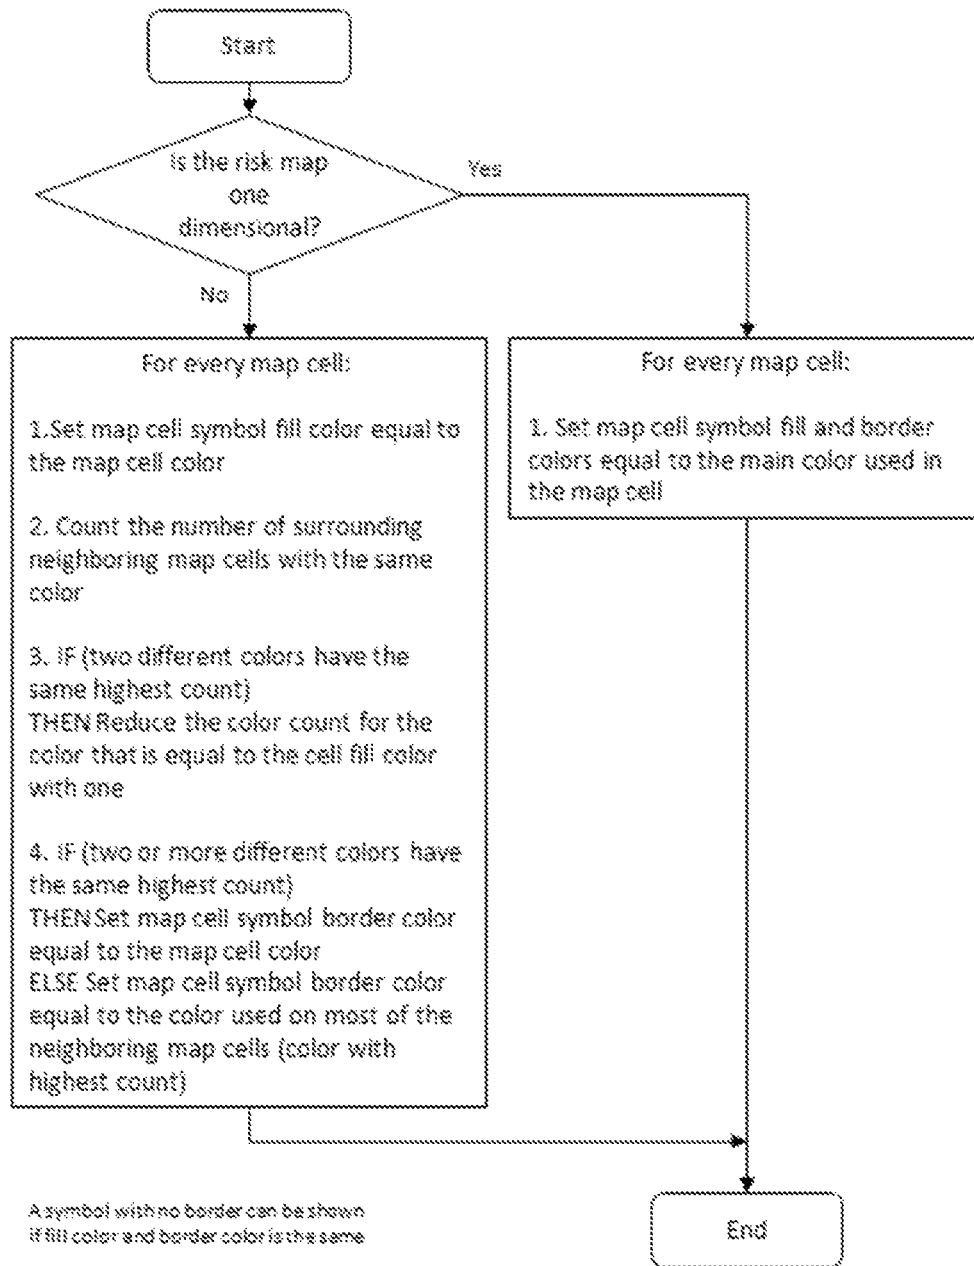 Start
Is the risk map
one
dimensional?
Yes
No
For every map cell:
1.Set map cell symbol fill color equal to
the map cell color
2. Count the number of surrounding
neighboring map cells with the same
color
3. IF (two different colors have the
same highest count)
THEN Reduce the color count for the
color that is equal to the cell fill color
with one
4. IF (two or more different colors have
the same highest count)
THEN Set map cell symbol border color
equal to the map cell color
ELSE Set map cell symbol border color
equal to the color used on most of the
neighboring map cells (color with
highest count)
For every map cell:
1. Set map cell symbol fill and border
colors equal to the main color used in
the map cell
A symbol with no border can be shown
if fill color and border color is the same
End